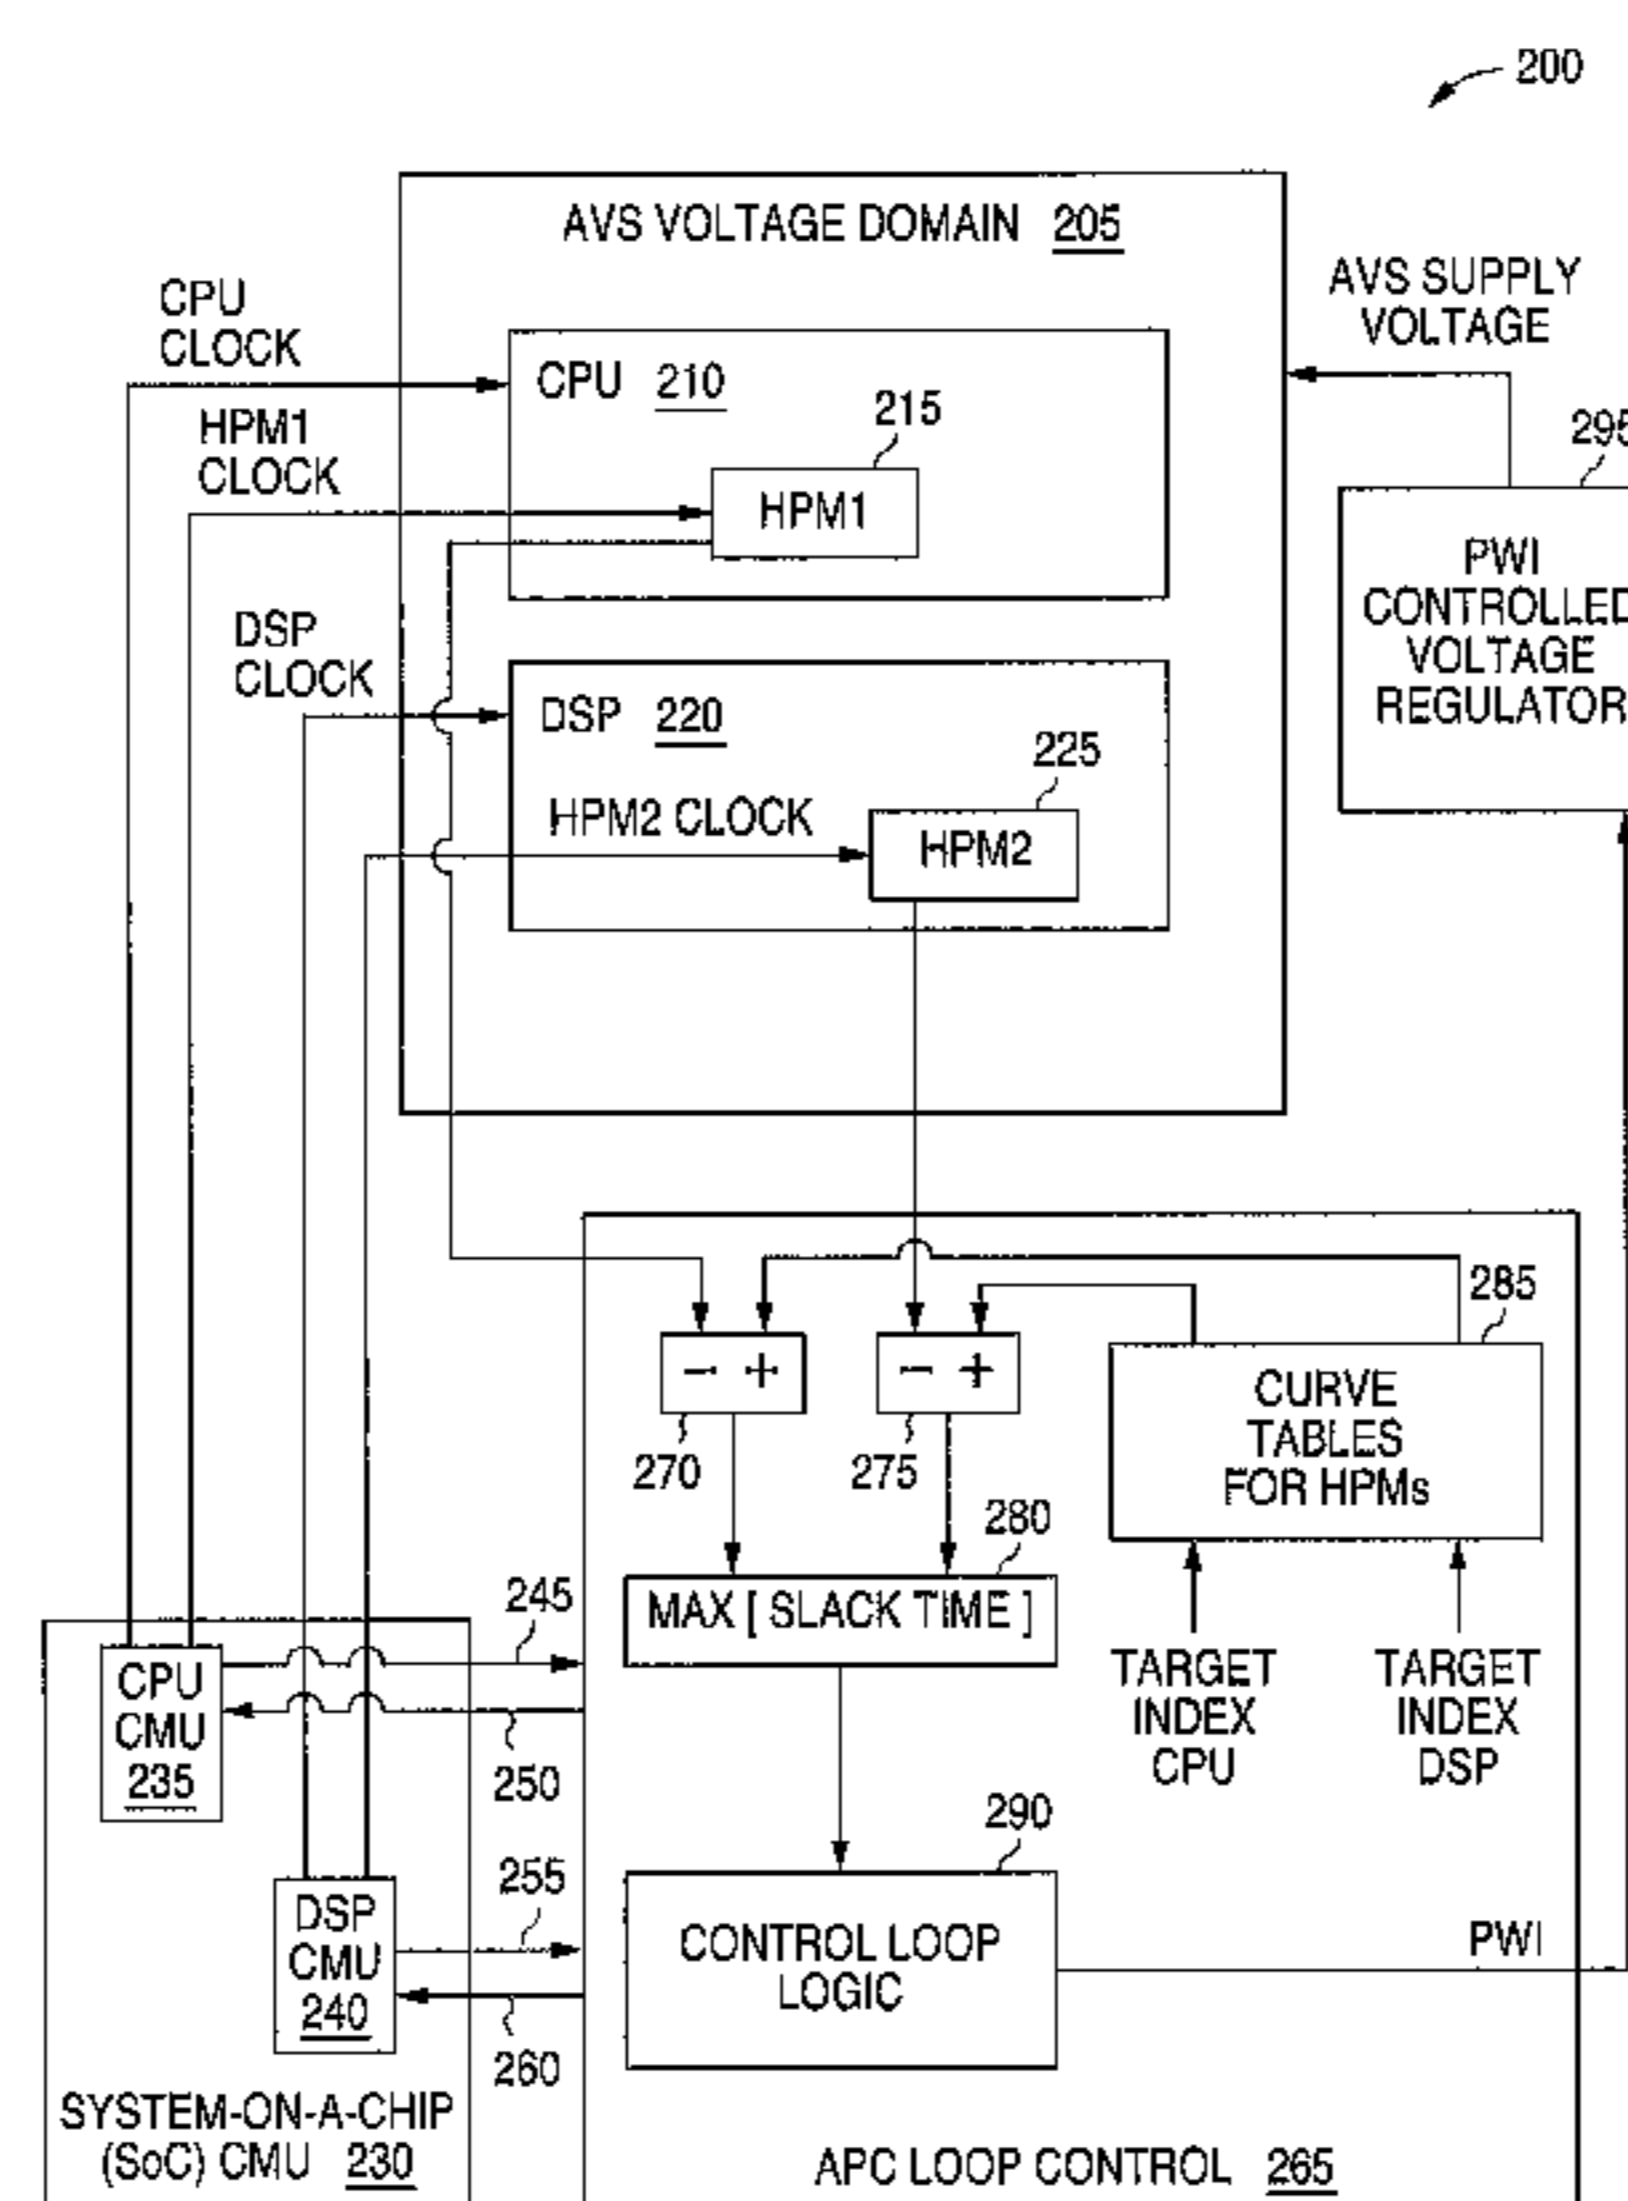 200
AVS VOLTAGE DOMAIN 205
AVS SUPPLY
VOLTAGE
CPU
CLOCK
CPU 210
215
HPM1
CLOCK
HPM1
295
PWI
CONTROLLED
VOLTAGE
REGULATOR
DSP
CLOCK
DSP 220
225
HPM2 CLOCK
HPM2
285
- +
- +
CURVE
TABLES
FOR HPMs
270
275
280
MAX [ SLACK TIME ]
245
TARGET
INDEX
CPU
TARGET
INDEX
DSP
CPU
CMU
235
250
290
255
DSP
CMU
240
CONTROL LOOP
LOGIC
PWI
260
SYSTEM-ON-A-CHIP
(SoC) CMU 230
APC LOOP CONTROL 265